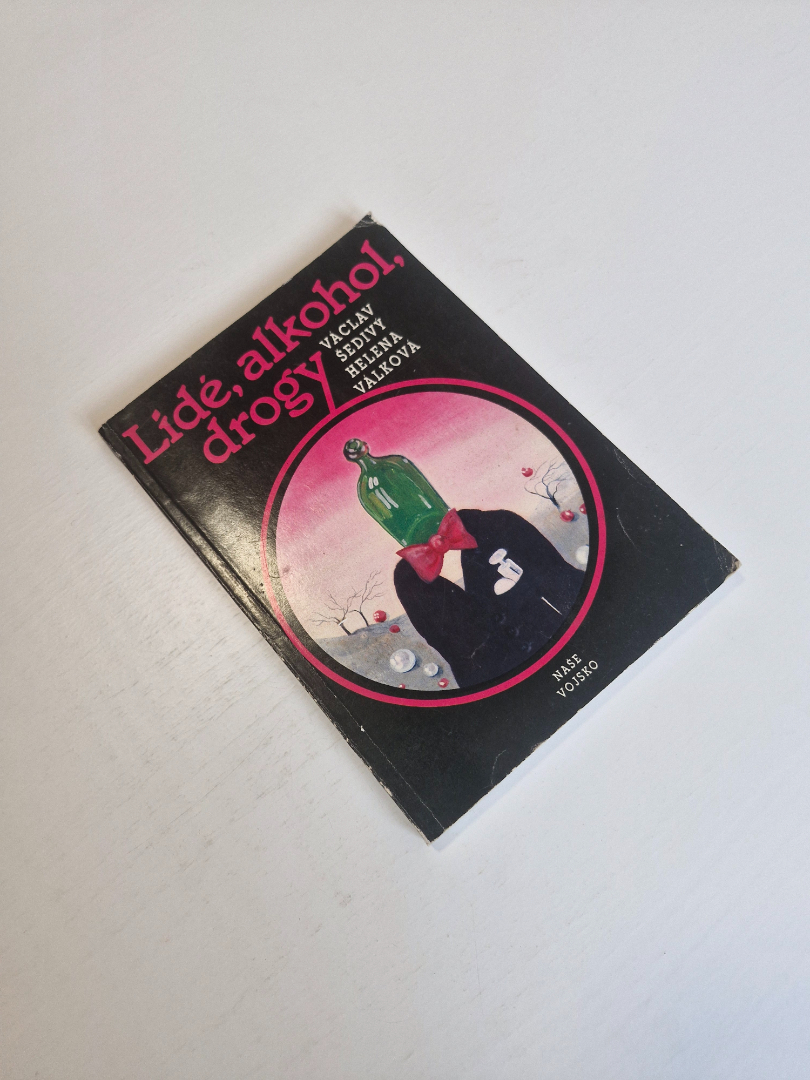 Lidé, alkohol,
drogy
VÁCLAV
ŠEDIVÝ
HELENA
VÁLKOVÁ
NAŠE
VOJSKO